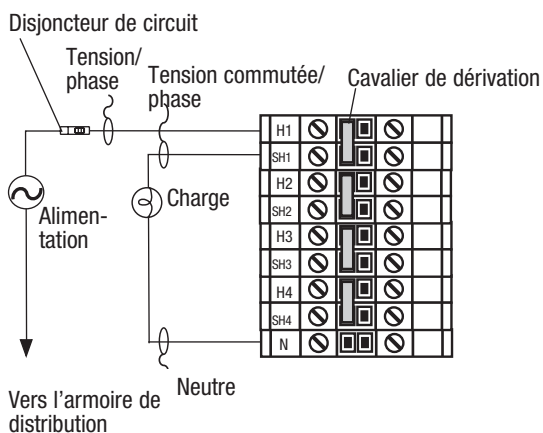 Disjoncteur de circuit
Tension/
phase
Tension commutée/
phase
Cavalier de dérivation
H1
SH1
H2
SH2
H3
SH3
H4
SH4
N
Charge
Alimen-
tation
Neutre
Vers l'armoire de
distribution